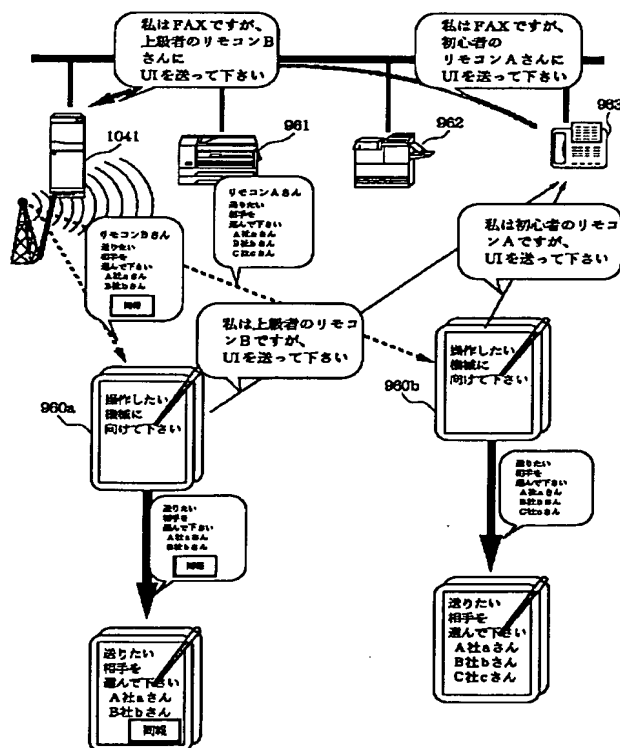 私はFAXですが、
上級者のリモコンB
さんに
UIを送って下さい
私はFAXですが、
初心者の
リモコンAさんに
UIを送って下さい
1041
961
962
983
リモコンAさん
送りたい
相手を
選んで下さい
A社aさん
B社bさん
C社cさん
リモコンBさん
送りたい
相手を
選んで下さい
A社aさん
B社bさん
私は初心者のリモコ
ンAですが、
UIを送って下さい
私は上級者のリモコ
ンBですが、
UIを送って下さい
960a
操作したい
機械に
向けて下さい
960b
操作したい
機械に
向けて下さい
送りたい
相手を
選んで下さい
A社aさん
B社bさん
送りたい
相手を
選んで下さい
A社aさん
B社bさん
C社cさん
送りたい
相手を
選んで下さい
A社aさん
B社bさん
同報
送りたい
相手を
選んで下さい
A社aさん
B社bさん
C社cさん